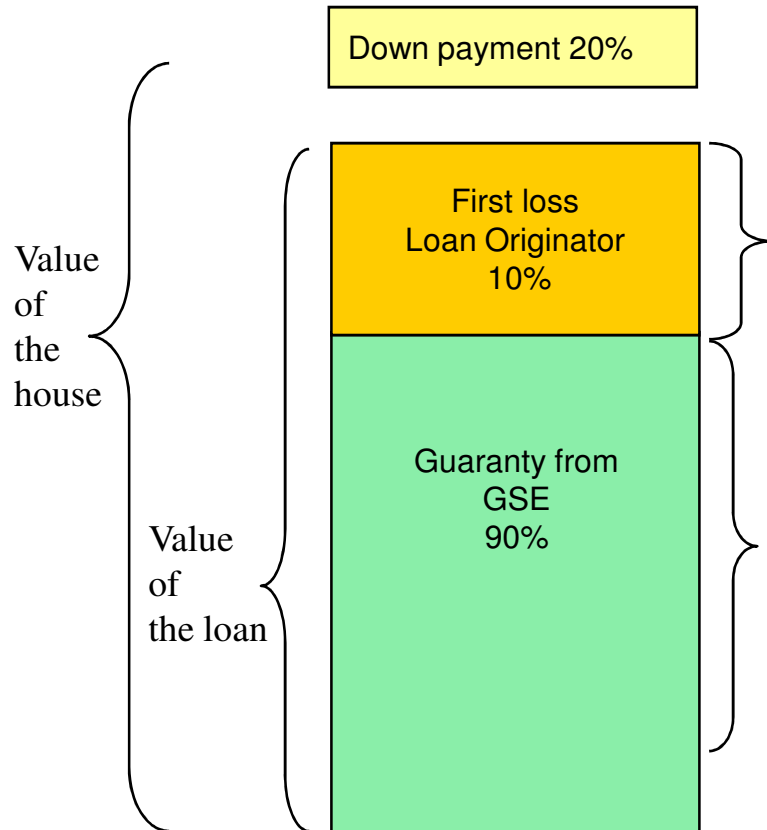 Down payment 20%
First loss
Loan Originator
10%
Value
of
the
house
Guaranty from
GSE
90%
Value
of
the loan